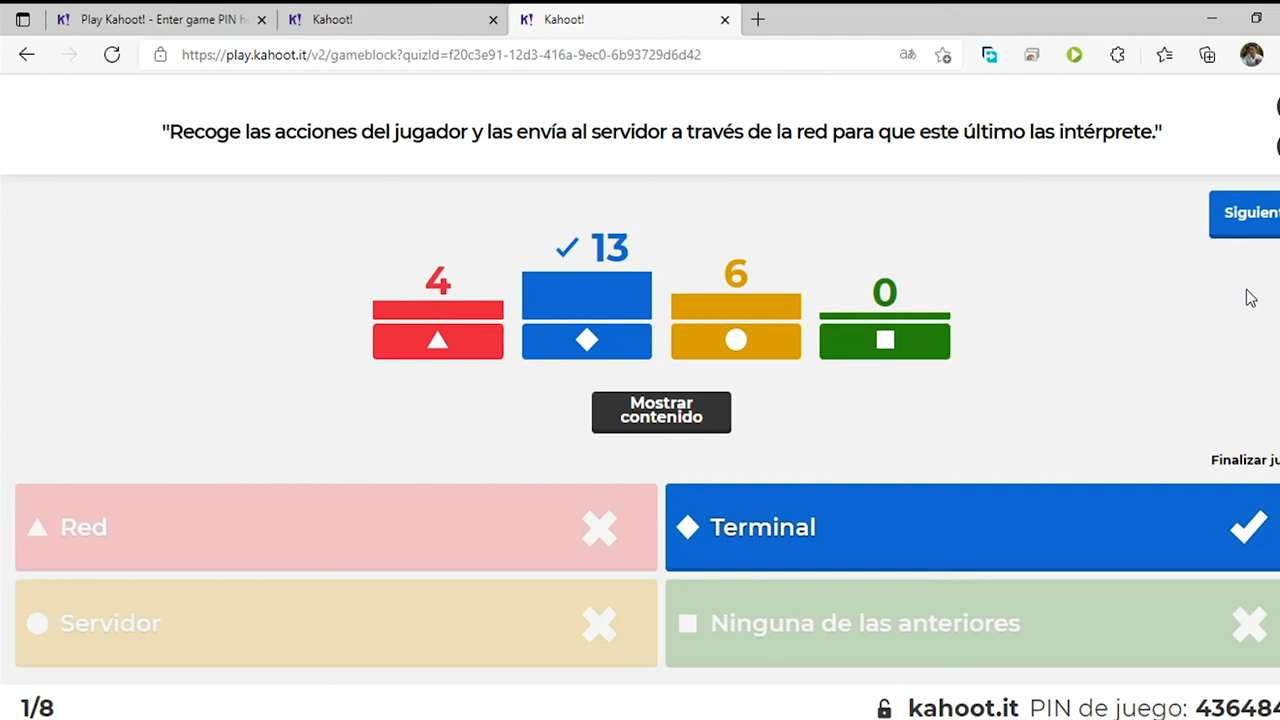 Play Kahoot! - Enter game PIN h
Kahoot!
Kahoot!
https://play.kahoot.it/v2/gameblock?quizId=f20c3e91-12d3-416a-9ec0-6b93729d6d42
"Recoge las acciones del jugador y las envía al servidor a través de la red para que este último las intérprete."
Siguient
4
13
6
0
Mostrar
contenido
Finalizar ju
Red
Terminal
Servidor
Ninguna de las anteriores
1/8
kahoot.it PIN de juego: 436484